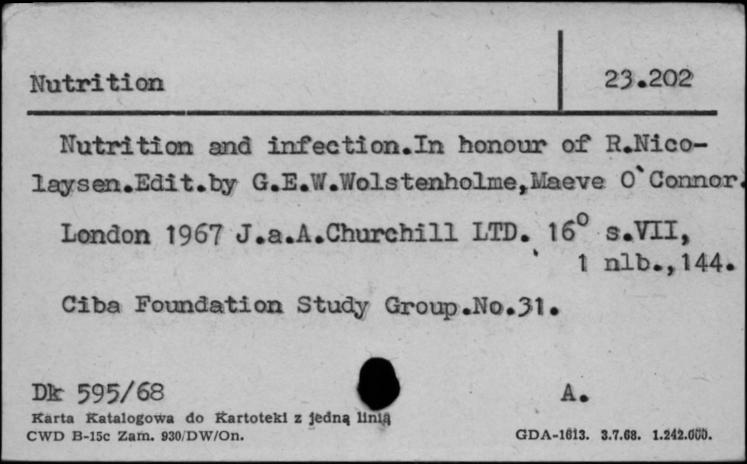 Nutrition 23.202
Nutrition and infection.In honour of R.Nico-
laysen.Edit.by G.E.W.Wolstenholme,Maeve O`Connor.
London 1967 J.a.A.Churchill LTD. 16° s.VII,
1 nlb.,144.
Ciba Foundation Study Group.No.31.
Dk 595/68 A.
Karta Katalogowa do Kartoteki z jedną linią
CWD B-15c Zam. 930/DW/On. GDA-1613. 3.7.68. 1.242.000.